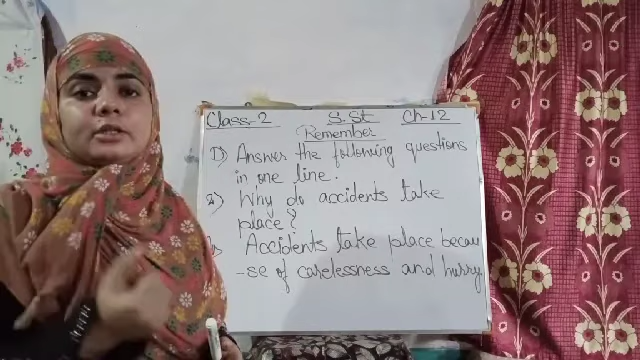 Class-2 S.St Ch-12
Remember
I) Answer the following questions
in one line.
Why do accidents take
place?
Accidents take place becau
-se of carelessness and hurry